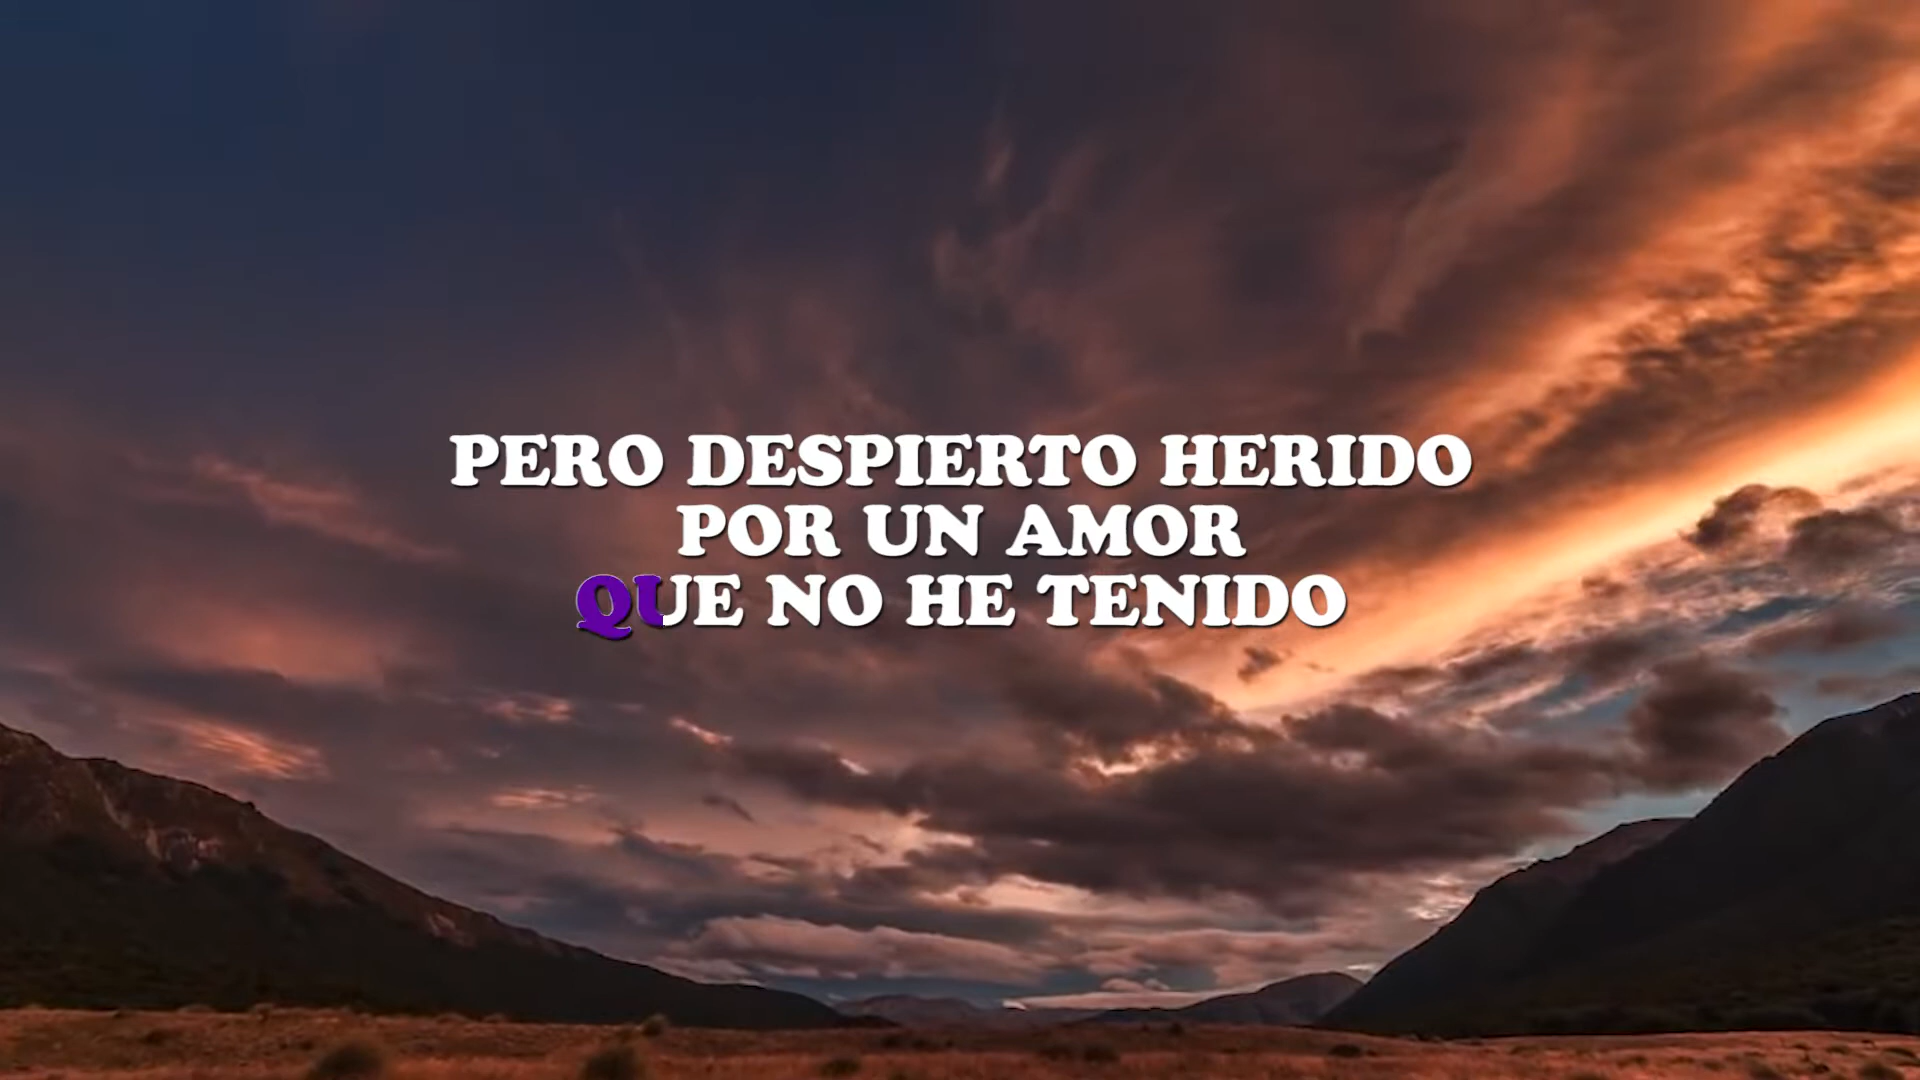 PERO DESPIERTO HERIDO
POR UN AMOR
QUE NO HE TENIDO